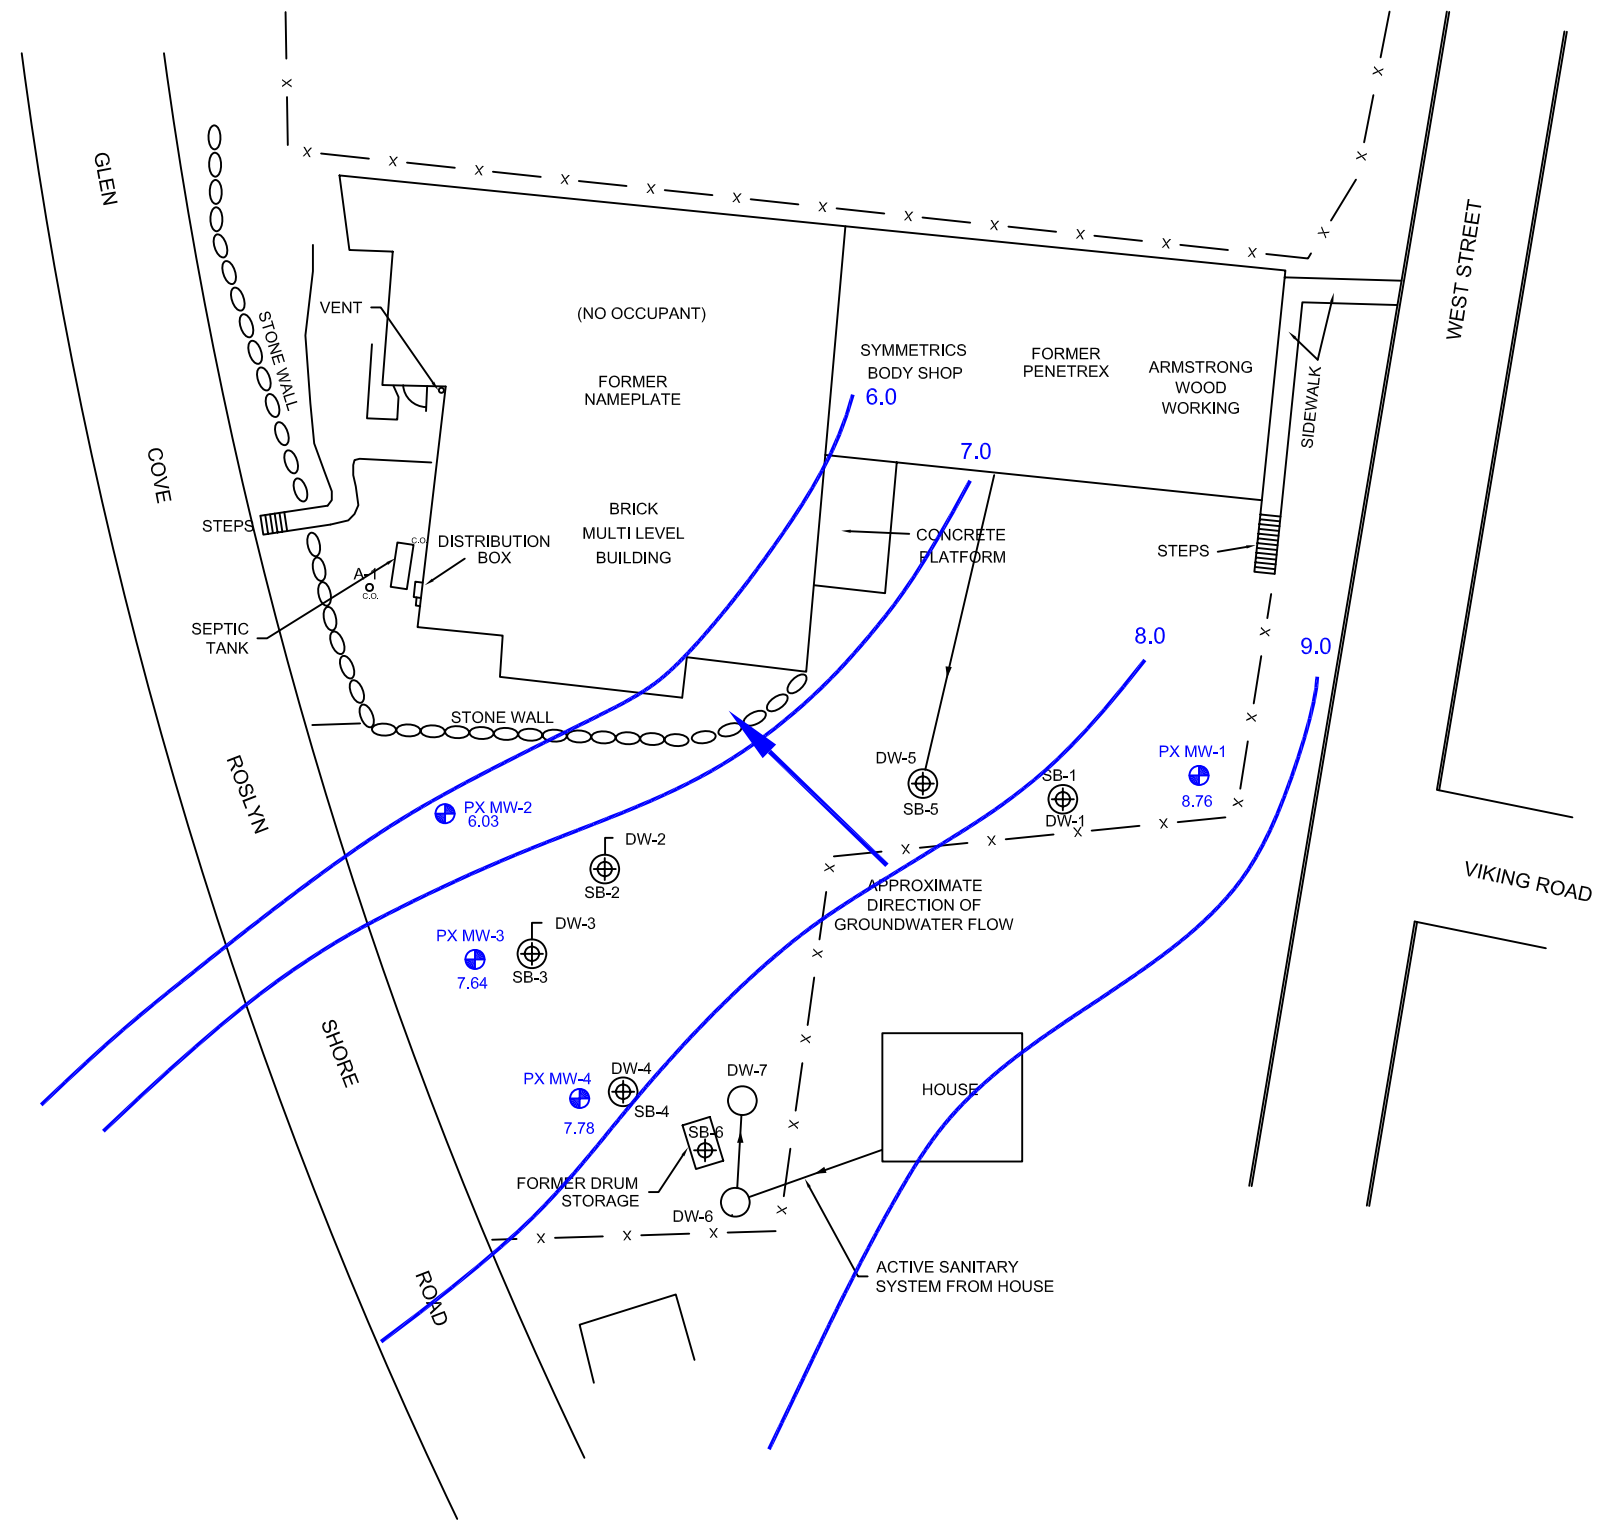 GLEN
COVE
ROSLYN
SHORE
ROAD
WEST STREET
VIKING ROAD
STONE WALL
VENT
(NO OCCUPANT)
FORMER
NAMEPLATE
BRICK
MULTI LEVEL
BUILDING
SYMMETRICS
BODY SHOP
FORMER
PENETREX
ARMSTRONG
WOOD
WORKING
SIDEWALK
6.0
7.0
8.0
9.0
STEPS
C.O.
DISTRIBUTION
BOX
A-1
C.O.
SEPTIC
TANK
CONCRETE
PLATFORM
STEPS
STONE WALL
PX MW-1
8.76
DW-5
SB-5
SB-1
DW-1
PX MW-2
6.03
DW-2
SB-2
APPROXIMATE
DIRECTION OF
GROUNDWATER FLOW
DW-3
SB-3
PX MW-3
7.64
PX MW-4
7.78
DW-4
SB-4
DW-7
HOUSE
SB-6
FORMER DRUM
STORAGE
DW-6
ACTIVE SANITARY
SYSTEM FROM HOUSE
X X X X X X X X X X X X X X X X
X X X X X X X X X X X X X X X